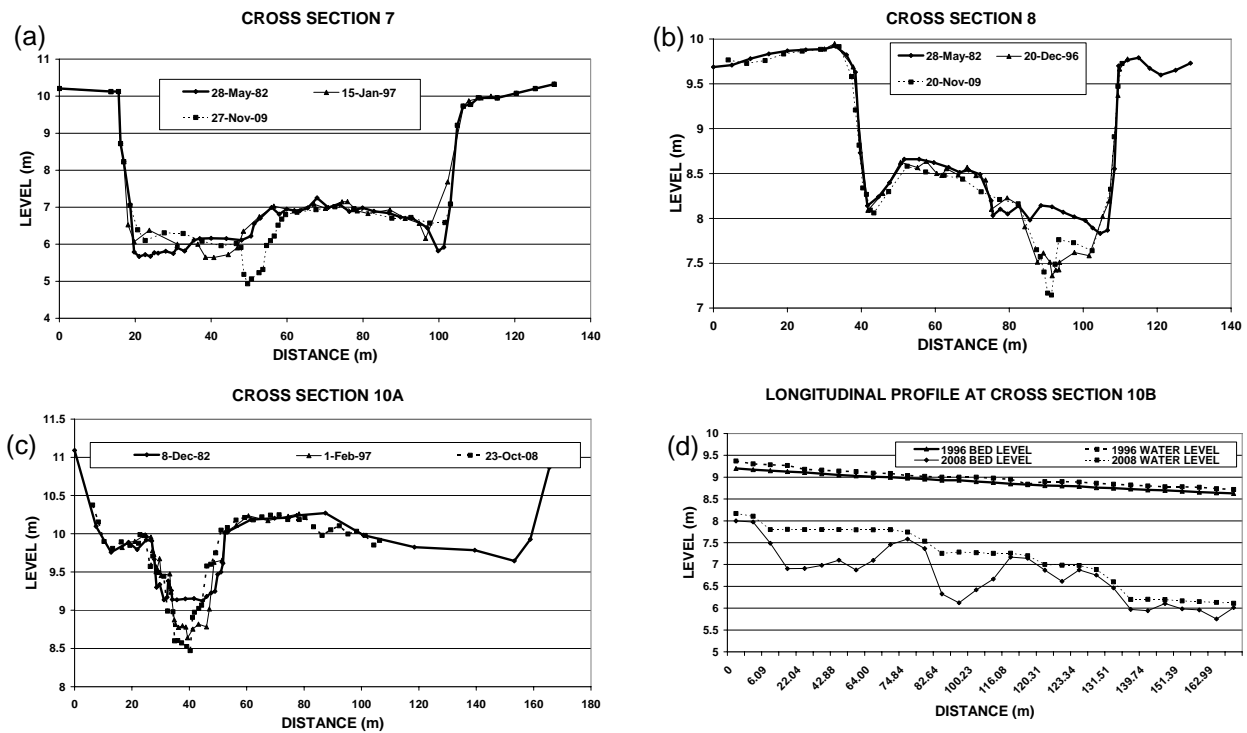 (a)
CROSS SECTION 7
28-May-82
15-Jan-97
27-Nov-09
LEVEL (m)
11
10
9
8
7
6
5
4
0
20
40
60
80
100
120
140
DISTANCE (m)
(b)
CROSS SECTION 8
28-May-82
20-Dec-96
20-Nov-09
LEVEL (m)
10
9.5
9
8.5
8
7.5
7
0
20
40
60
80
100
120
140
DISTANCE (m)
(c)
CROSS SECTION 10A
8-Dec-82
1-Feb-97
23-Oct-08
LEVEL (m)
11.5
11
10.5
10
9.5
9
8.5
8
0
20
40
60
80
100
120
140
160
180
DISTANCE (m)
(d)
LONGITUDINAL PROFILE AT CROSS SECTION 10B
1996 BED LEVEL
1996 WATER LEVEL
2008 BED LEVEL
2008 WATER LEVEL
LEVEL (m)
10
9.5
9
8.5
8
7.5
7
6.5
6
5.5
5
0
6.09
22.04
42.88
64.00
74.84
82.64
100.23
116.08
120.31
123.34
131.51
139.74
151.39
162.99
DISTANCE (m)